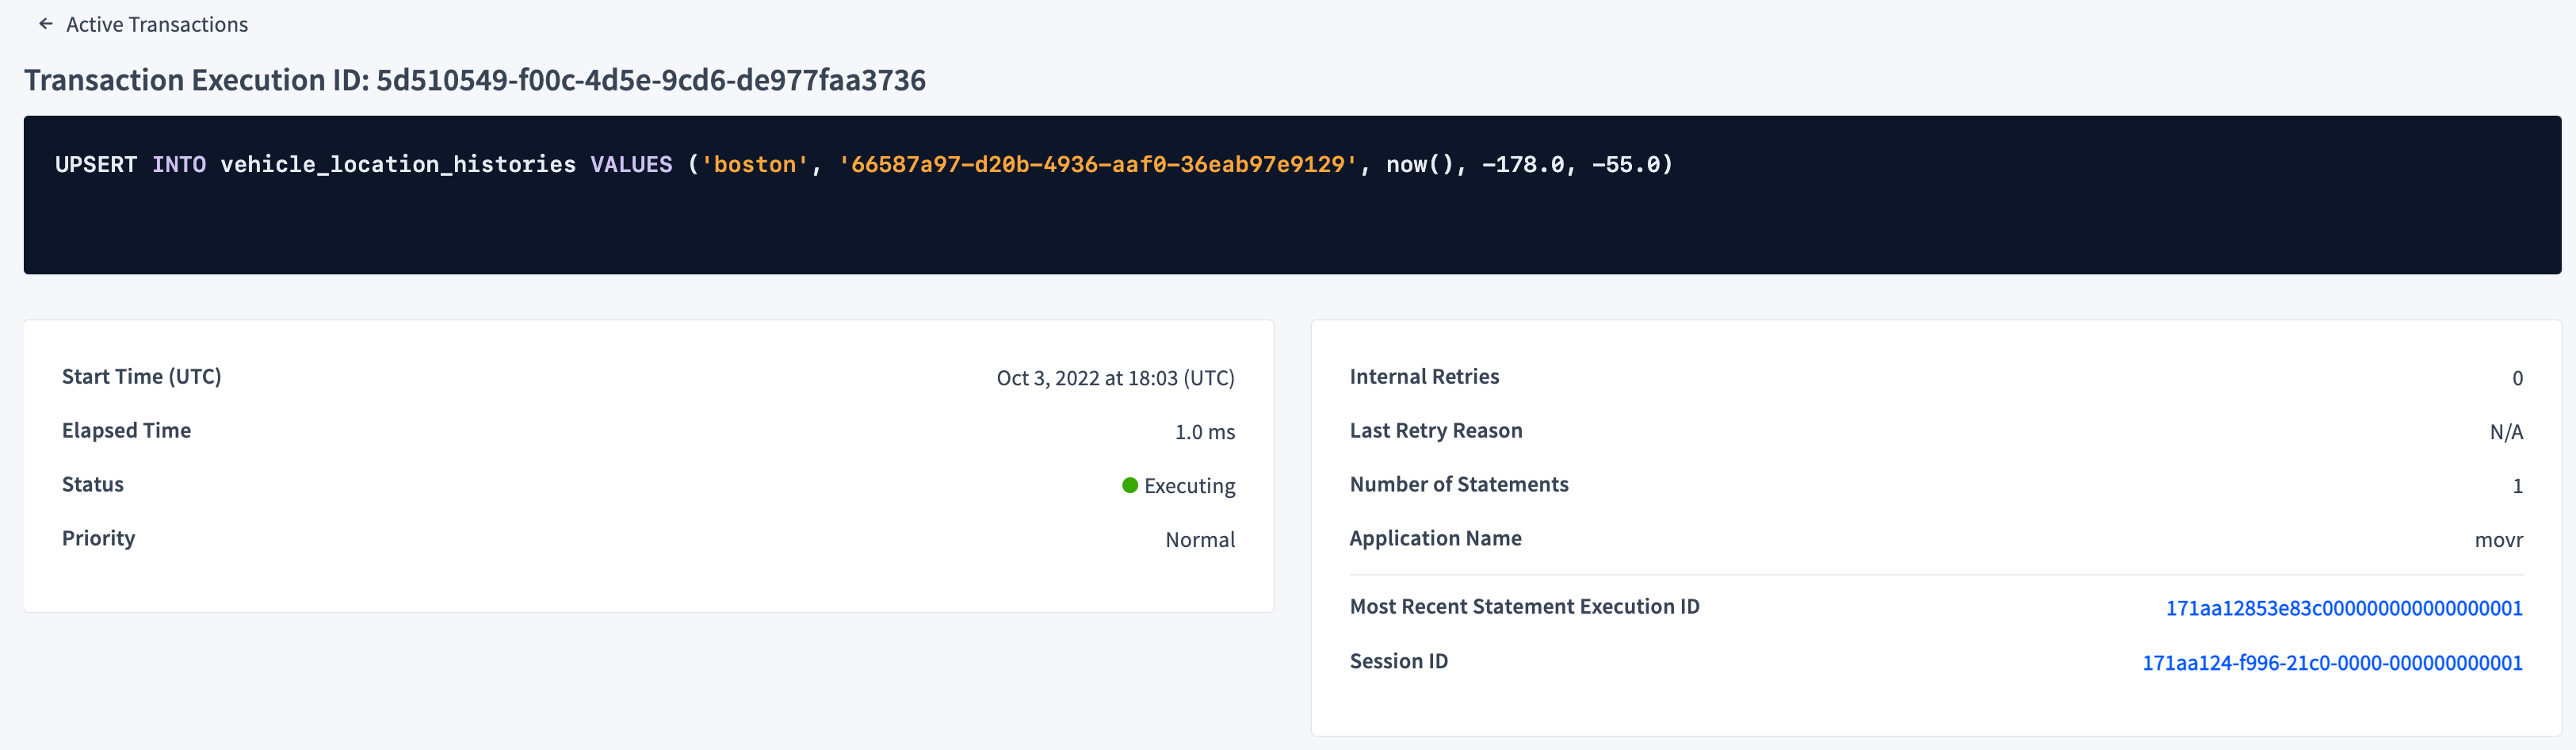 ← Active Transactions
Transaction Execution ID: 5d510549-f00c-4d5e-9cd6-de977faa3736
UPSERT INTO vehicle_location_histories VALUES ('boston', '66587a97-d20b-4936-aaf0-36eab97e9129', now(), -178.0, -55.0)
Start Time (UTC) Oct 3, 2022 at 18:03 (UTC)
Elapsed Time 1.0 ms
Status Executing
Priority Normal
Internal Retries 0
Last Retry Reason N/A
Number of Statements 1
Application Name movr
Most Recent Statement Execution ID 171aa12853e83c0000000000000001
Session ID 171aa124-f996-21c0-0000-000000000001